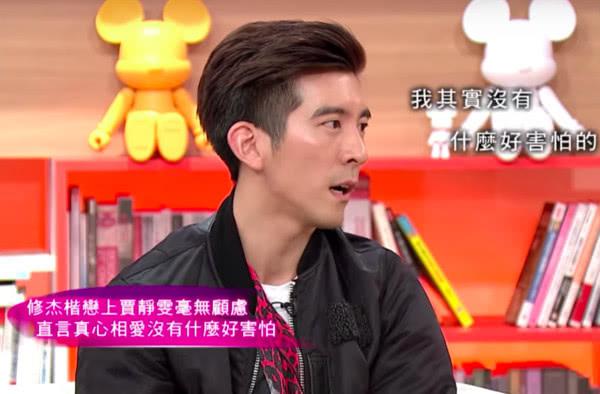 我其實沒有
什麼好害怕的
修杰楷戀上賈靜雯毫無顧慮
直言真心相愛沒有什麼好害怕